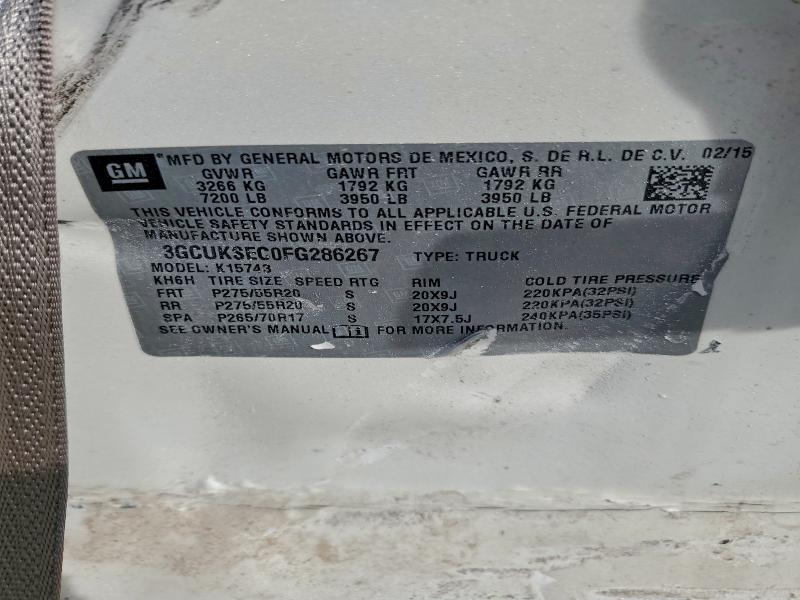 GM
MFD BY GENERAL MOTORS DE MEXICO, S. DE R.L. DE C.V. 02/15
GVWR GAWR FRT GAWR RR
3266 KG 1792 KG 1792 KG
7200 LB 3950 LB 3950 LB
THIS VEHICLE CONFORMS TO ALL APPLICABLE U.S. FEDERAL MOTOR
VEHICLE SAFETY STANDARDS IN EFFECT ON THE DATE OF
MANUFACTURE SHOWN ABOVE.
3GCUKSEC0FG286267 TYPE: TRUCK
MODEL: K15743
KH6H TIRE SIZE SPEED RTG RIM COLD TIRE PRESSURE
FRT P275/55R20 S 20X9J 220KPA(32PSI)
RR P275/55R20 S 20X9J 220KPA(32PSI)
SPA P265/70R17 S 17X7.5J 240KPA(35PSI)
SEE OWNER'S MANUAL FOR MORE INFORMATION.